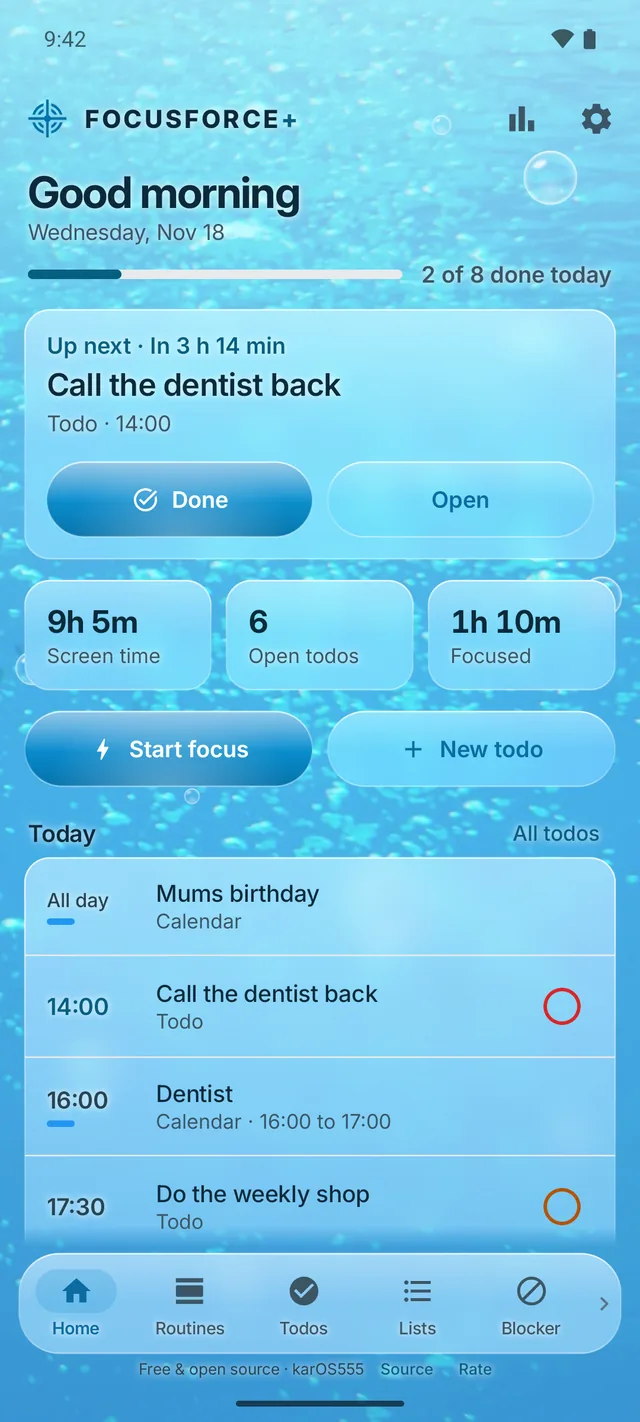 9:42
FOCUSFORCE+
Good morning
Wednesday, Nov 18
2 of 8 done today
Up next · In 3 h 14 min
Call the dentist back
Todo · 14:00
Done
Open
9h 5m
6
1h 10m
Screen time
Open todos
Focused
Start focus
New todo
Today
All todos
All day
Mums birthday
Calendar
14:00
Call the dentist back
Todo
16:00
Dentist
Calendar · 16:00 to 17:00
17:30
Do the weekly shop
Todo
Home
Routines
Todos
Lists
Blocker
Free & open source · karOS555 Source Rate